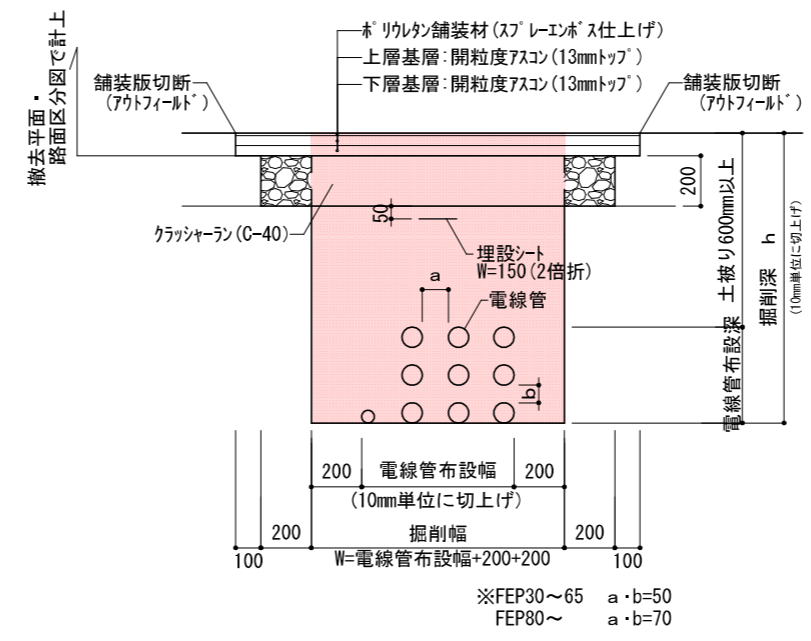 ﾎﾟﾘｳﾚﾀﾝ舗装材(ｽﾌﾟﾚｰｴﾝﾎﾞｽ仕上げ)
上層基層:開粒度ｱｽｺﾝ(13mmﾄｯﾌﾟ)
下層基層:開粒度ｱｽｺﾝ(13mmﾄｯﾌﾟ)
撤去平面・
路面区分図で計上
舗装版切断
(ｱｳﾄﾌｨｰﾙﾄﾞ)
舗装版切断
(ｱｳﾄﾌｨｰﾙﾄﾞ)
200
50
ｸﾗｯｼｬｰﾗﾝ(C-40)
埋設ｼｰﾄ
W=150(2倍折)
a
電線管
b
電線管布設深 土被り600mm以上
掘削深 h
(10mm単位に切上げ)
200 電線管布設幅 200
(10mm単位に切上げ)
200 掘削幅 200
100 W=電線管布設幅+200+200 100
※FEP30～65 a・b=50
FEP80～ a・b=70